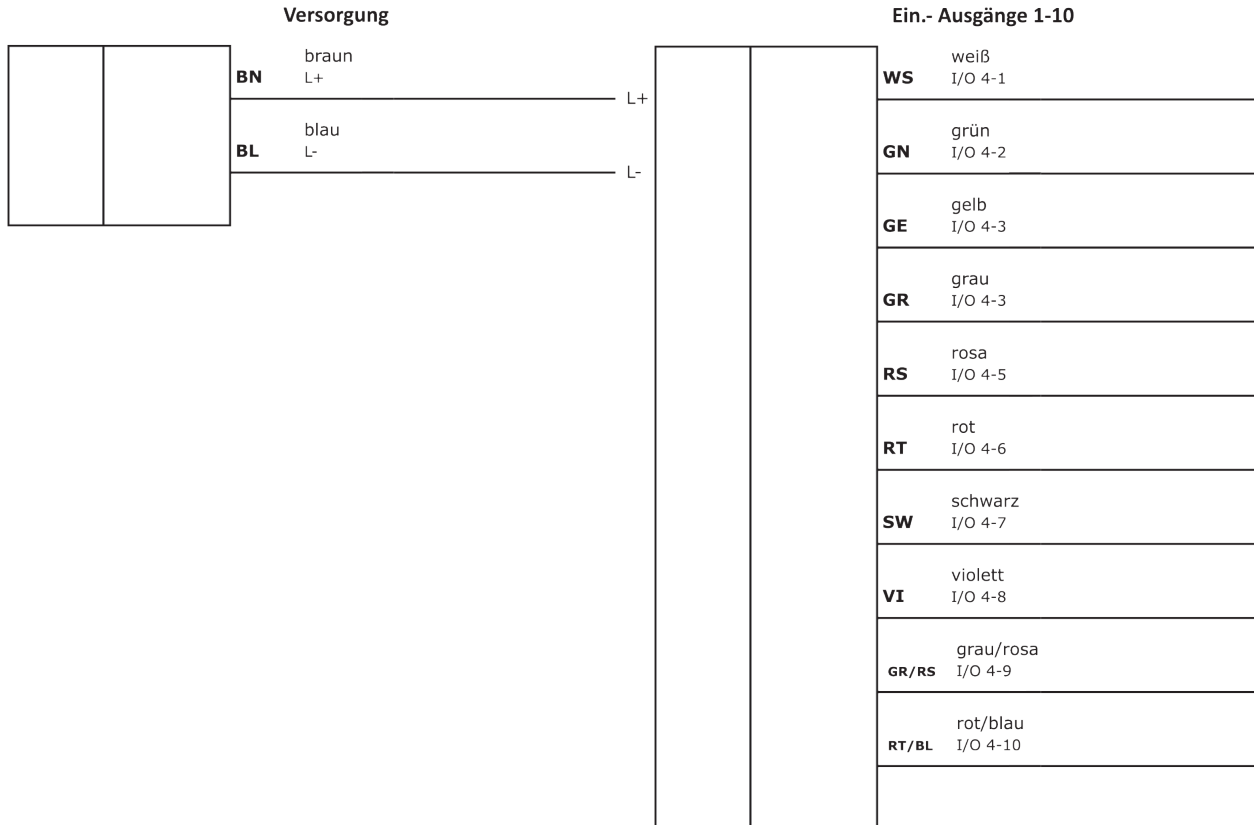 Versorgung
braun
BN L+
L+
blau
BL L-
L-
Ein.- Ausgänge 1-10
weiß
WS I/O 4-1
grün
GN I/O 4-2
gelb
GE I/O 4-3
grau
GR I/O 4-3
rosa
RS I/O 4-5
rot
RT I/O 4-6
schwarz
SW I/O 4-7
violett
VI I/O 4-8
grau/rosa
GR/RS I/O 4-9
rot/blau
RT/BL I/O 4-10